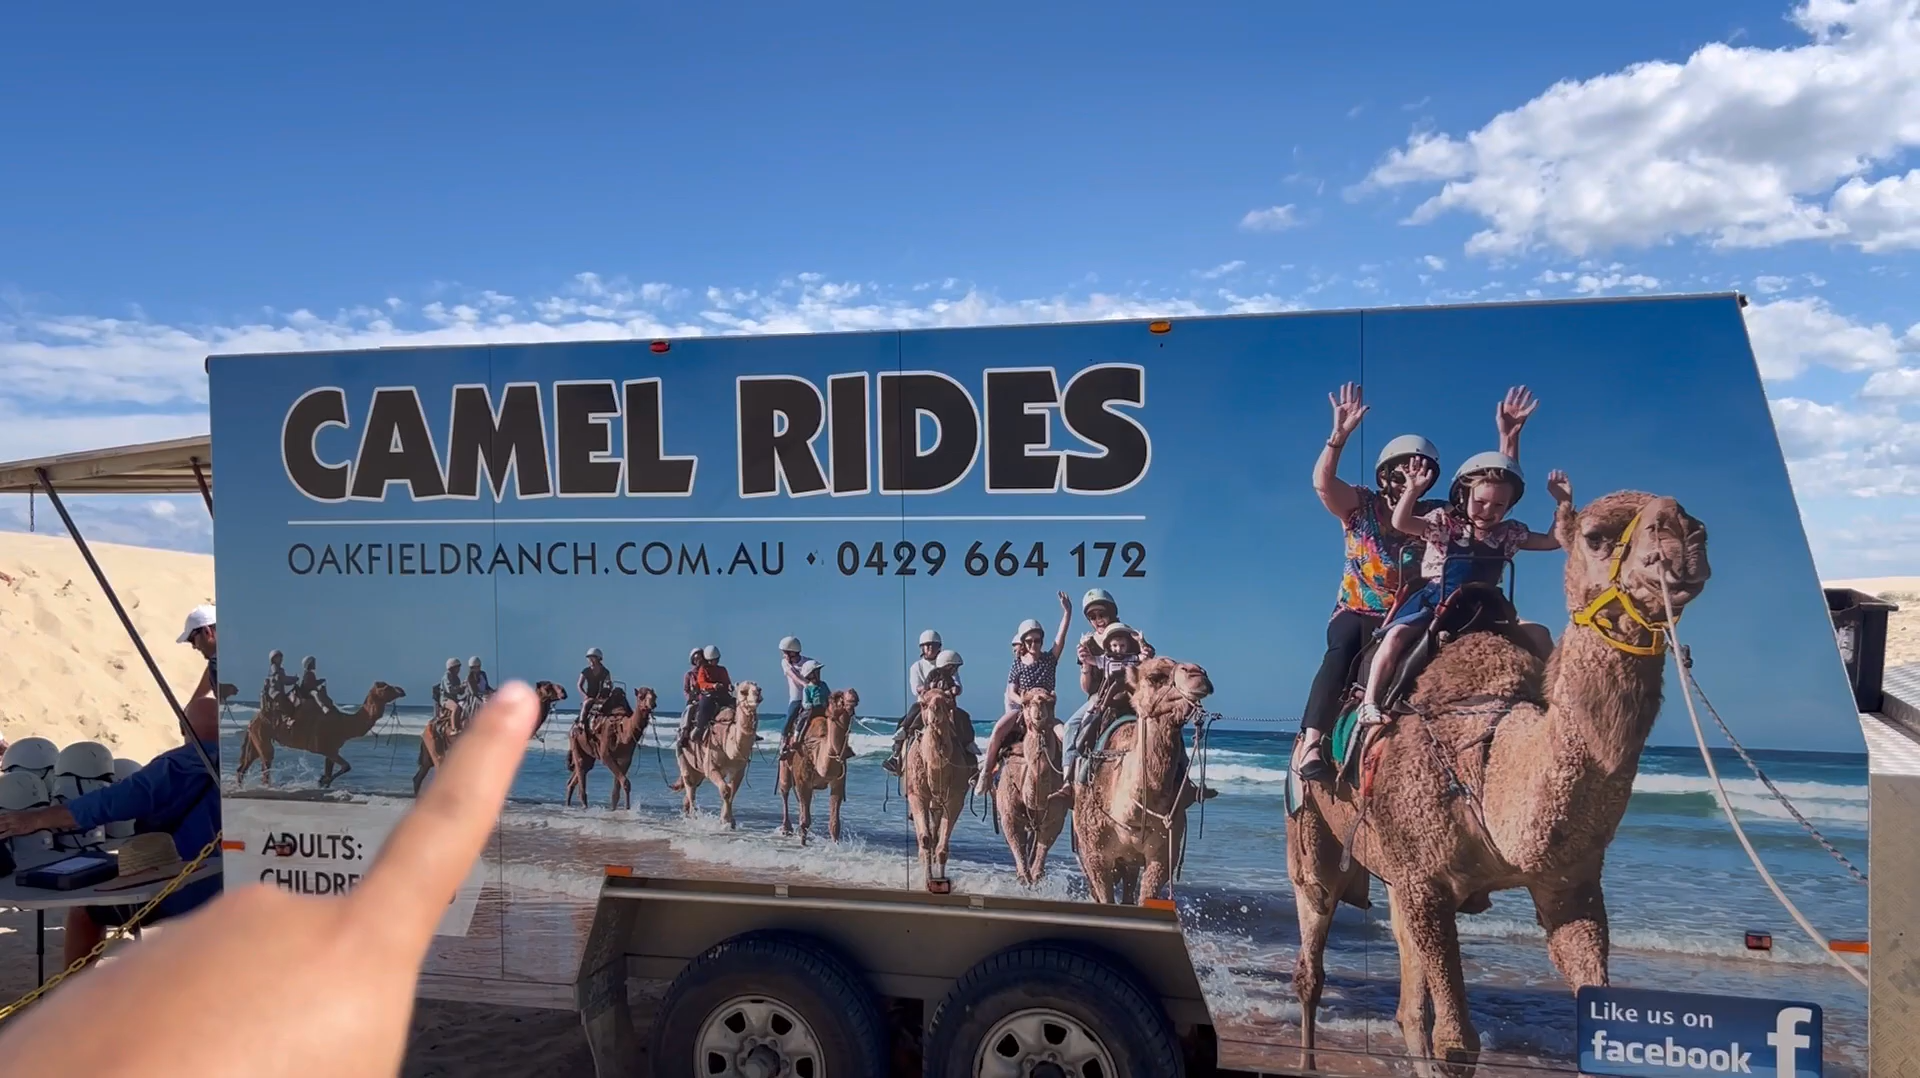 CAMEL RIDES
OAKFIELDRANCH.COM.AU • 0429 664 172
ADULTS:
Like us on
facebook
f